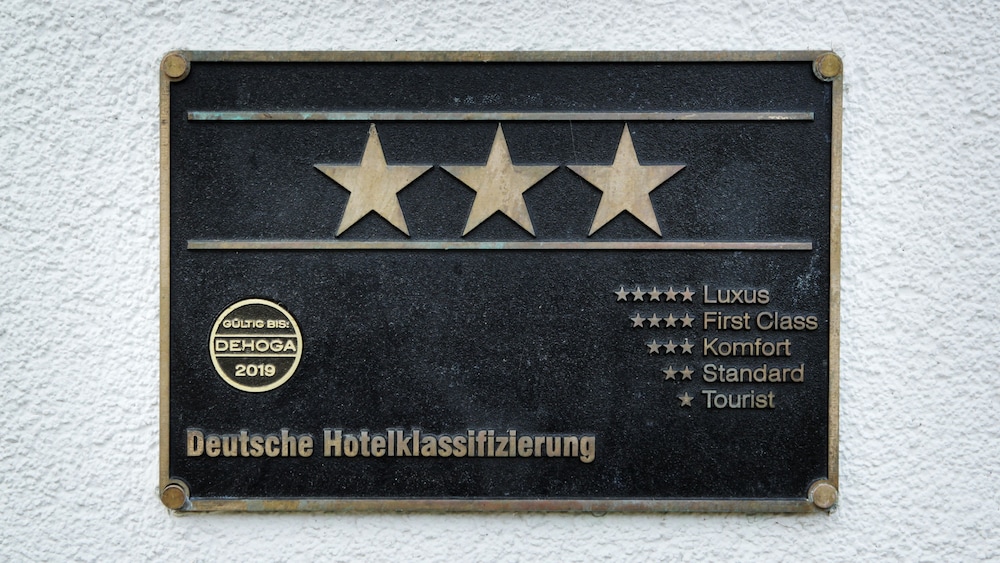 ★★★★★ Luxus
★★★★ First Class
★★★ Komfort
★★ Standard
★ Tourist
GÜLTIG BIS:
DEHOGA
2019
Deutsche Hotelklassifizierung